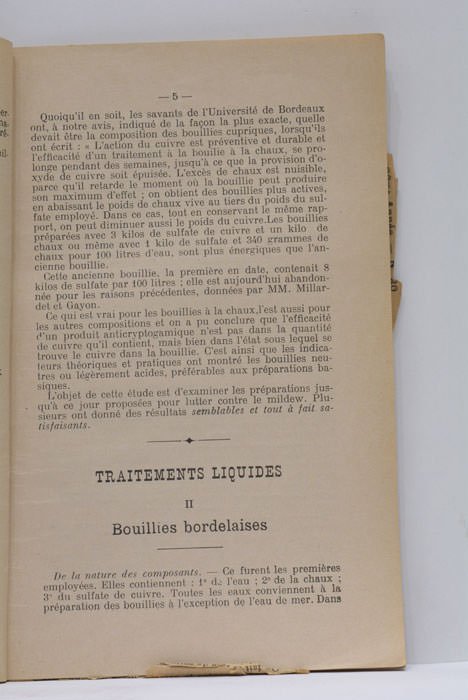 — 5 —
Quoiqu'il en soit, les savants de l'Université de Bordeaux
ont, à notre avis, indiqué de la façon la plus exacte, quelle
devait être la composition des bouillies cupriques, lorsqu'ils
ont écrit : « L'action du cuivre est préventive et durable et
l'efficacité d'un traitement à la bouilie à la chaux, se pro-
longe pendant des semaines, jusqu'à ce que la provision d'o-
xyde de cuivre soit épuisée. L'excès de chaux est nuisible,
parce qu'il retarde le moment où la bouillie peut produire
son maximum d'effet ; on obtient des bouillies plus actives,
en abaissant le poids de chaux vive au tiers du poids du sul-
fate employé. Dans ce cas, tout en conservant le même rap-
port, on peut diminuer aussi le poids du cuivre.Les bouillies
préparées avec 3 kilos de sulfate de cuivre et un kilo de
chaux ou même avec 1 kilo de sulfate et 340 grammes de
chaux pour 100 litres d'eau, sont plus énergiques que l'an-
cienne bouillie.
Cette ancienne bouillie, la première en date, contenait 8
kilos de sulfate par 100 litres ; elle est aujourd'hui abandon-
née pour les raisons précédentes, données par MM. Millar-
det et Gayon.
Ce qui est vrai pour les bouillies à la chaux,l'est aussi pour
les autres compositions et on a pu conclure que l'efficacité
d'un produit anticryptogamique n'est pas dans la quantité
de cuivre qu'il contient, mais bien dans l'état sous lequel se
trouve le cuivre dans la bouillie. C'est ainsi que les indica-
teurs théoriques et pratiques ont montré les bouillies neu-
tres ou légèrement acides, préférables aux préparations ba-
siques.
L'objet de cette étude est d'examiner les préparations jus-
qu'à ce jour proposées pour lutter contre le mildew. Plu-
sieurs ont donné des résultats semblables et tout à fait sa-
tisfaisants.
TRAITEMENTS LIQUIDES
II
Bouillies bordelaises
De la nature des composants. — Ce furent les premières
employées. Elles contiennent : 1° de l'eau ; 2° de la chaux ;
3° du sulfate de cuivre. Toutes les eaux conviennent à la
préparation des bouillies à l'exception de l'eau de mer. Dans